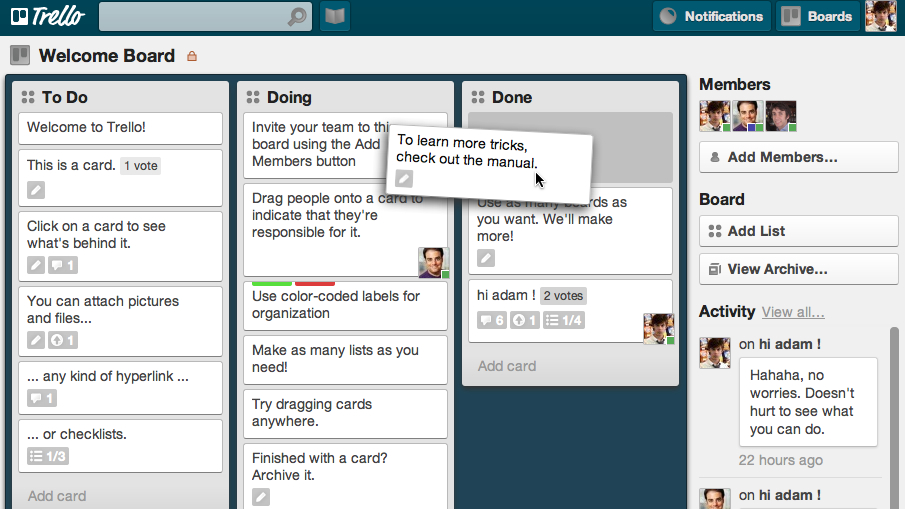 Trello
Notifications
Boards
Welcome Board
To Do
Welcome to Trello!
This is a card. 1 vote
Click on a card to see
what's behind it.
1
You can attach pictures
and files...
1
... any kind of hyperlink ...
1
... or checklists.
1/3
Add card
Doing
Invite your team to this
board using the Add
Members button
Drag people onto a card to
indicate that they're
responsible for it.
Use color-coded labels for
organization
Make as many lists as you
need!
Try dragging cards
anywhere.
Finished with a card?
Archive it.
To learn more tricks,
check out the manual.
Done
Use as many boards as
you want. We'll make
more!
hi adam ! 2 votes
6 1 1/4
Add card
Members
Add Members...
Board
Add List
View Archive...
Activity View all...
on hi adam !
Hahaha, no
worries. Doesn't
hurt to see what
you can do.
22 hours ago
on hi adam !